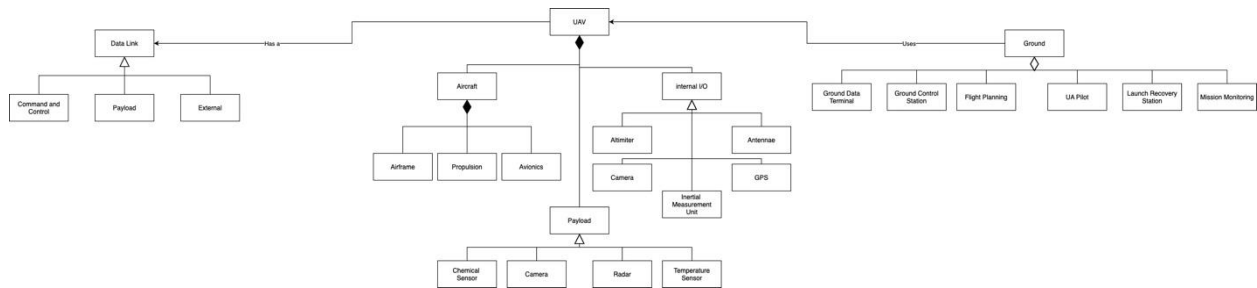 UAV
Data Link
Has a
Uses
Ground
Command and
Control
Payload
External
Aircraft
internal I/O
Ground Data
Terminal
Ground Control
Station
Flight Planning
UA Pilot
Launch Recovery
Station
Mission Monitoring
Altimiter
Antennae
Airframe
Propulsion
Avionics
Camera
GPS
Inertial
Measurement
Unit
Payload
Chemical
Sensor
Camera
Radar
Temperature
Sensor